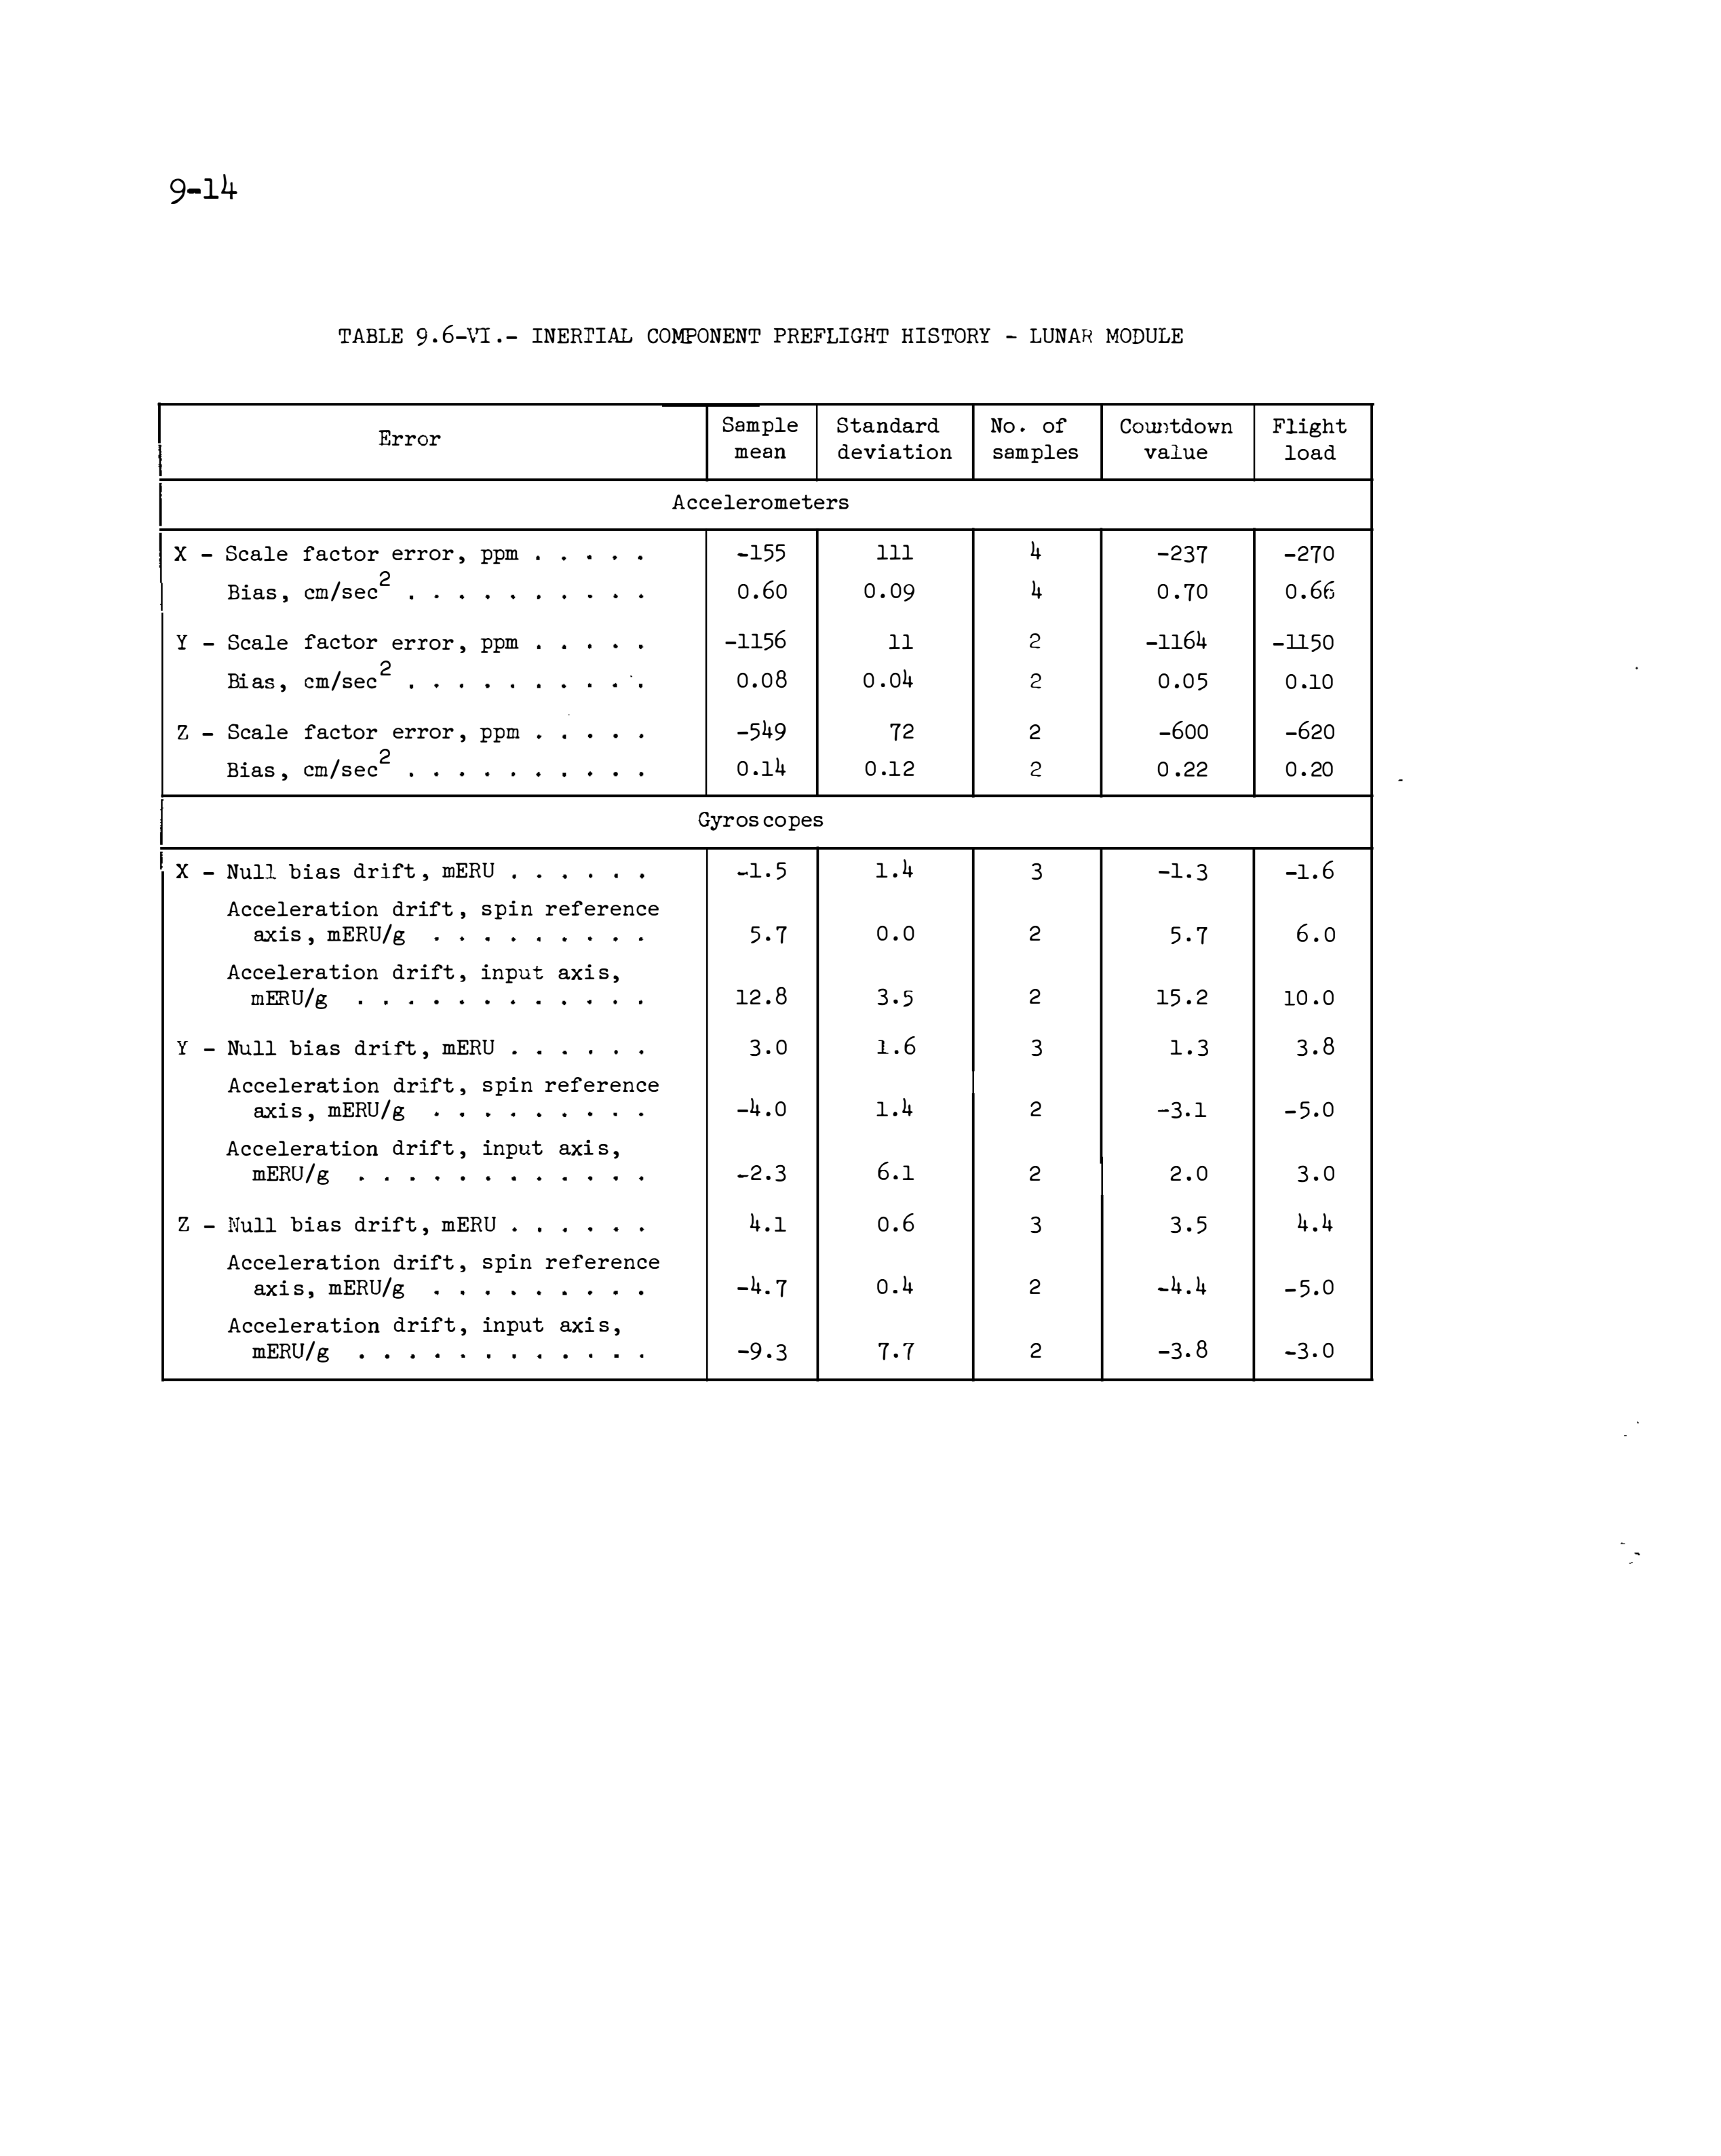 9-14
TABLE 9.6-VI.- INERTIAL COMPONENT PREFLIGHT HISTORY - LUNAR MODULE
Error Sample mean Standard deviation No. of samples Countdown value Flight load
Accelerometers
X - Scale factor error, ppm . . . . . -155 111 4 -237 -270
Bias, cm/sec² . . . . . . . . . . 0.60 0.09 4 0.70 0.66
Y - Scale factor error, ppm . . . . . -1156 11 2 -1164 -1150
Bias, cm/sec² . . . . . . . . . . 0.08 0.04 2 0.05 0.10
Z - Scale factor error, ppm . . . . . -549 72 2 -600 -620
Bias, cm/sec² . . . . . . . . . . 0.14 0.12 2 0.22 0.20
Gyroscopes
X - Null bias drift, mERU . . . . . . -1.5 1.4 3 -1.3 -1.6
Acceleration drift, spin reference
axis, mERU/g . . . . . . . . . 5.7 0.0 2 5.7 6.0
Acceleration drift, input axis,
mERU/g . . . . . . . . . . . . 12.8 3.5 2 15.2 10.0
Y - Null bias drift, mERU . . . . . . 3.0 1.6 3 1.3 3.8
Acceleration drift, spin reference
axis, mERU/g . . . . . . . . . -4.0 1.4 2 -3.1 -5.0
Acceleration drift, input axis,
mERU/g . . . . . . . . . . . . -2.3 6.1 2 2.0 3.0
Z - Null bias drift, mERU . . . . . . 4.1 0.6 3 3.5 4.4
Acceleration drift, spin reference
axis, mERU/g . . . . . . . . . -4.7 0.4 2 -4.4 -5.0
Acceleration drift, input axis,
mERU/g . . . . . . . . . . . . -9.3 7.7 2 -3.8 -3.0